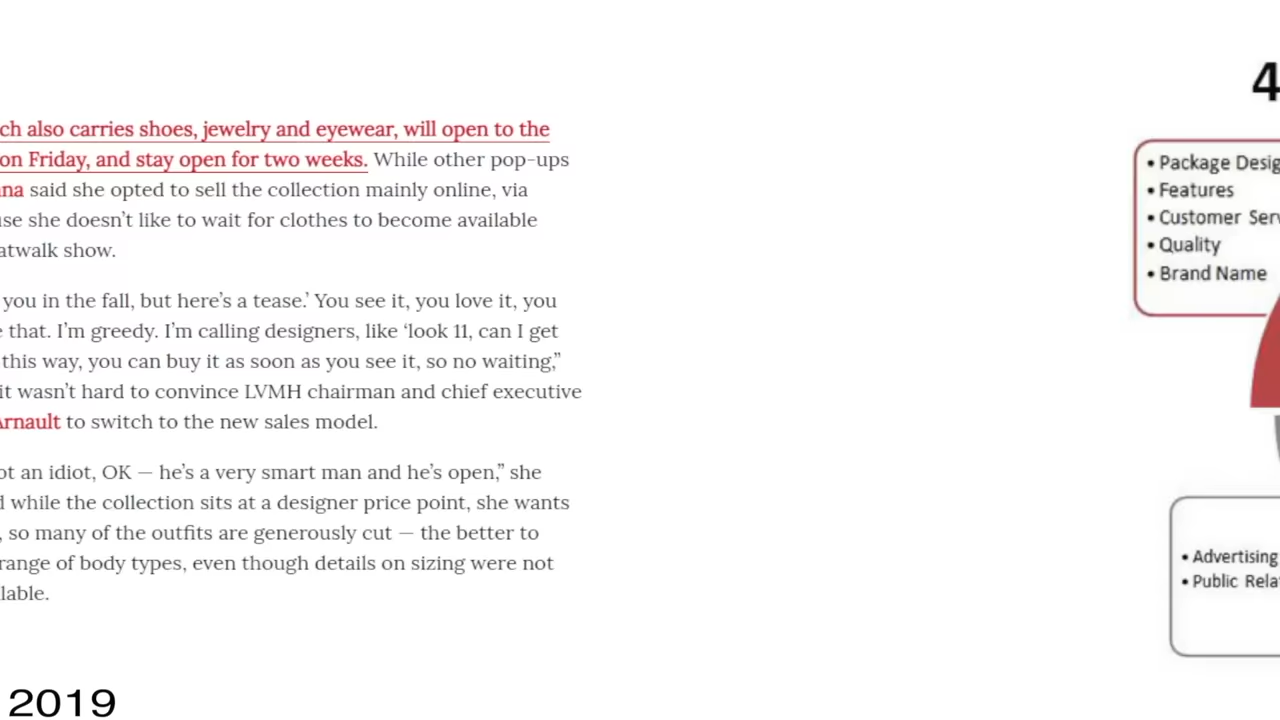 ch also carries shoes, jewelry and eyewear, will open to the
on Friday, and stay open for two weeks. While other pop-ups
said she opted to sell the collection mainly online, via
use she doesn't like to wait for clothes to become available
atwalk show.
you in the fall, but here's a tease.' You see it, you love it, you
e that. I'm greedy. I'm calling designers, like 'look 11, can I get
this way, you can buy it as soon as you see it, so no waiting,"
it wasn't hard to convince LVMH chairman and chief executive
Arnault to switch to the new sales model.
ot an idiot, OK — he's a very smart man and he's open," she
d while the collection sits at a designer price point, she wants
, so many of the outfits are generously cut — the better to
range of body types, even though details on sizing were not
lable.
2019
4
• Package Desig
• Features
• Customer Serv
• Quality
• Brand Name
• Advertising
• Public Rela